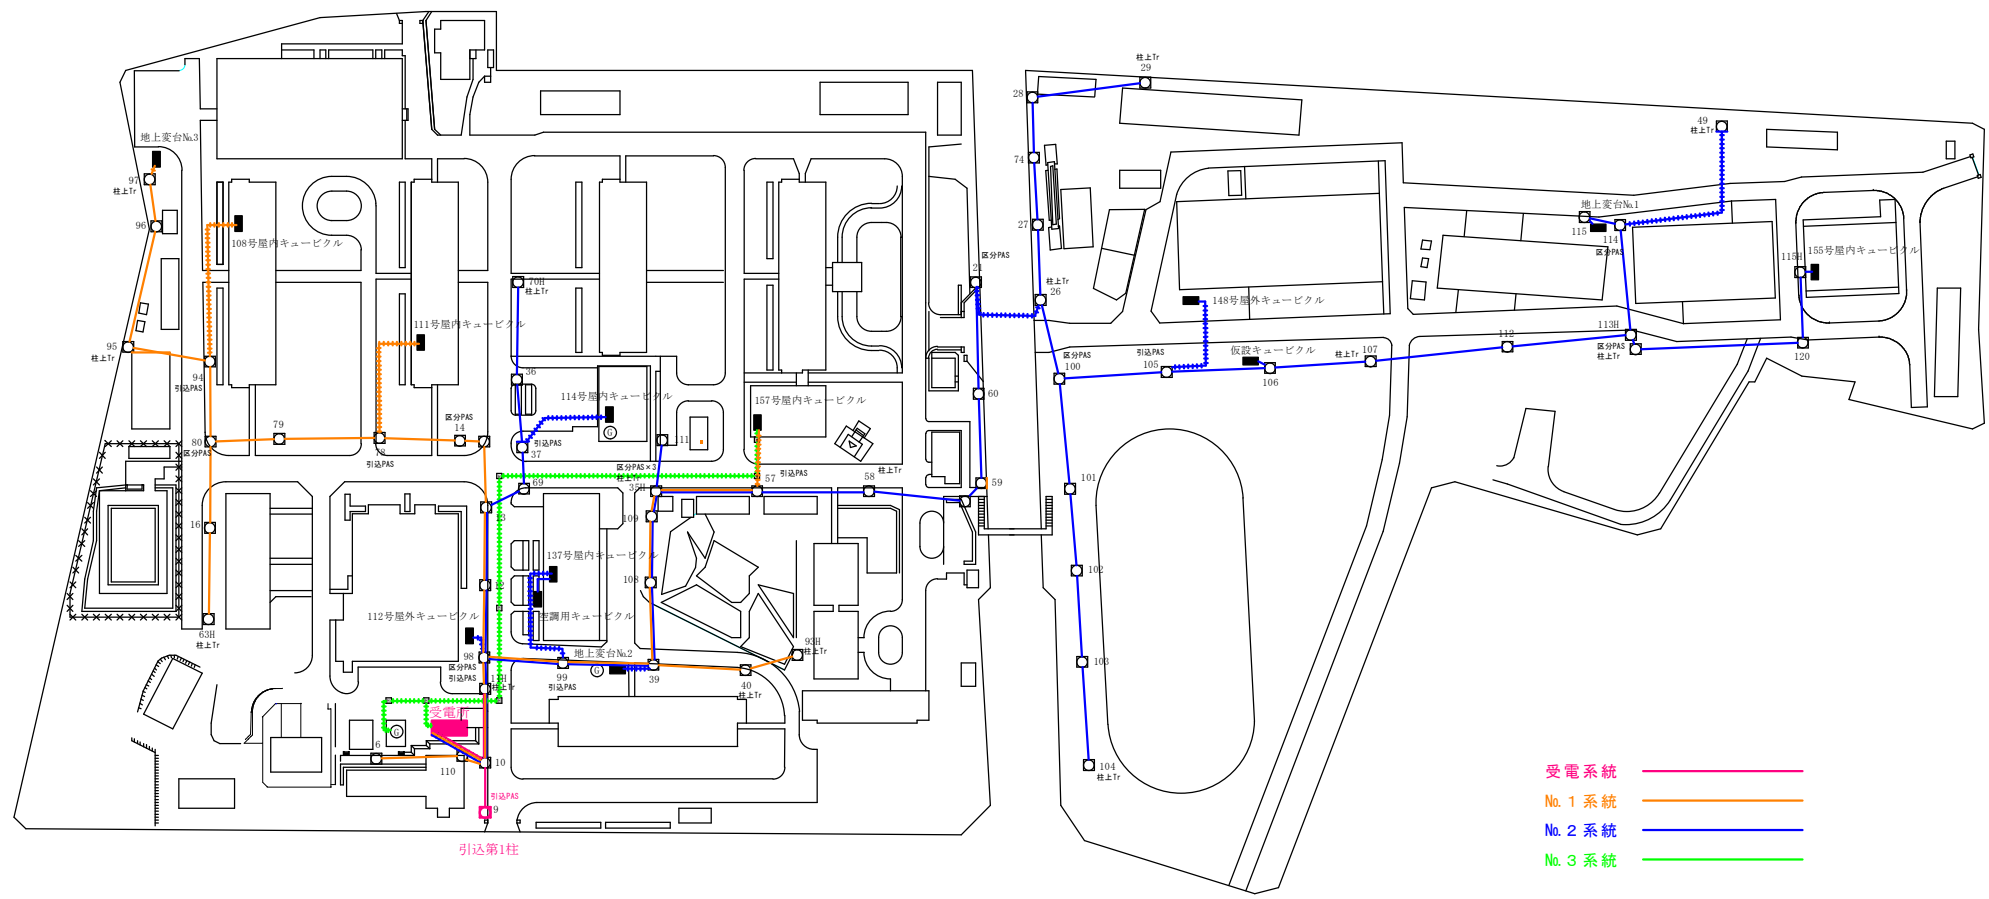 柱上Tr
29
28
49
柱上Tr
地上変台№3
74
97
柱上Tr
地上変台№1
96
27
115
114
区分PAS
108号屋内キュービクル
区分PAS
21
155号屋内キュービクル
115H
70H
柱上Tr
柱上Tr
26
148号屋外キュービクル
111号屋内キュービクル
113H
区分PAS
柱上Tr
112
120
95
柱上Tr
94
引込PAS
36
区分PAS
100
引込PAS
105
仮設キュービクル
106
柱上Tr
107
114号屋内キュービクル
157号屋内キュービクル
60
区分PAS
14
79
80
区分PAS
78
引込PAS
G
引込PAS
37
111
区分PAS×3
柱上Tr
35H
引込PAS
57
柱上Tr
58
59
69
101
13
16
109
137号屋内キュービクル
108
102
12
112号屋外キュービクル
空調用キュービクル
63H
柱上Tr
98
区分PAS
引込PAS
地上変台№2
G
99
引込PAS
39
40
柱上Tr
93H
柱上Tr
103
11H
柱上Tr
受電所
G
6
110
10
104
柱上Tr
引込PAS
9
引込第1柱
受電系統
№.1系統
№.2系統
№.3系統